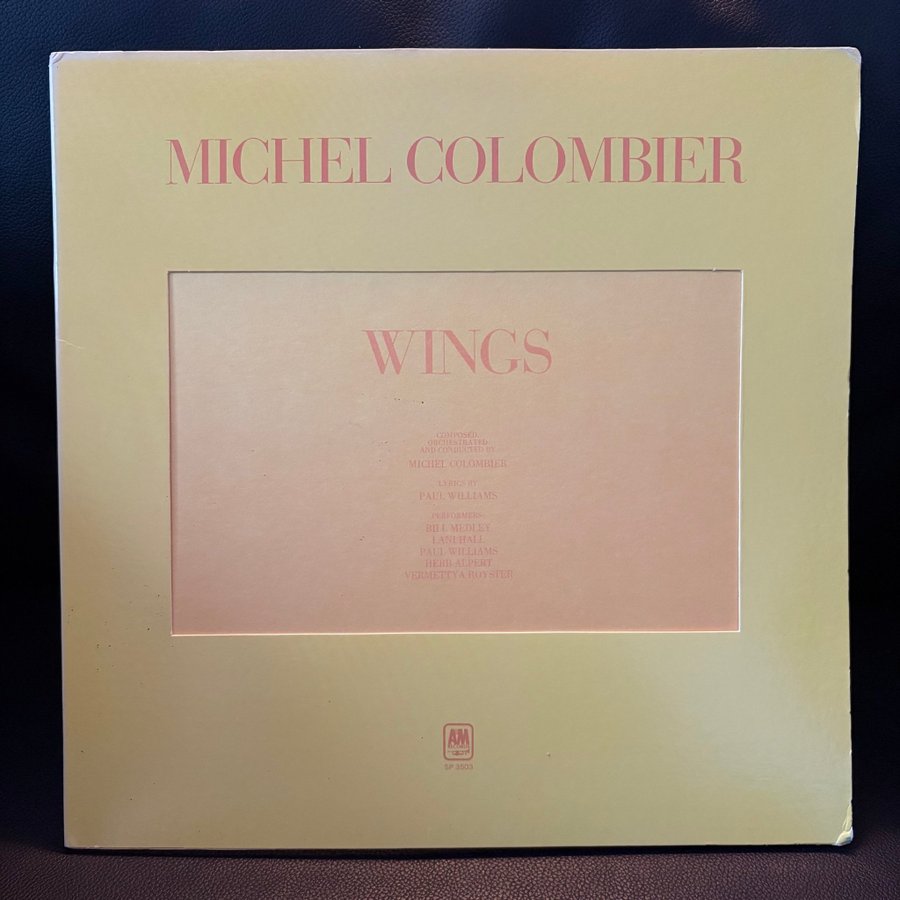 MICHEL COLOMBIER
WINGS
COMPOSED,
ORCHESTRATED
AND CONDUCTED BY
MICHEL COLOMBIER
LYRICS BY
PAUL WILLIAMS
PERFORMERS:
BILL MEDLEY
LANI HALL
PAUL WILLIAMS
HERB ALPERT
VERMETTYA ROYSTER
AM
SP 3503